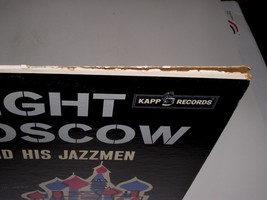 KAPP RECORDS
IGHT
OSCOW
D HIS JAZZMEN